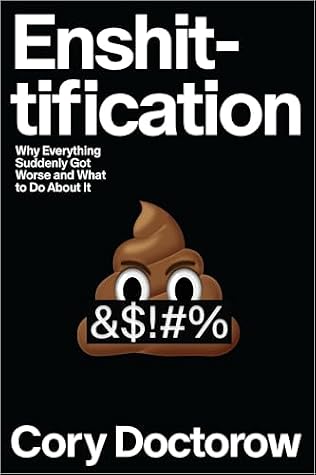 Enshit-
tification
Why Everything
Suddenly Got
Worse and What
to Do About It
&$!#%
Cory Doctorow